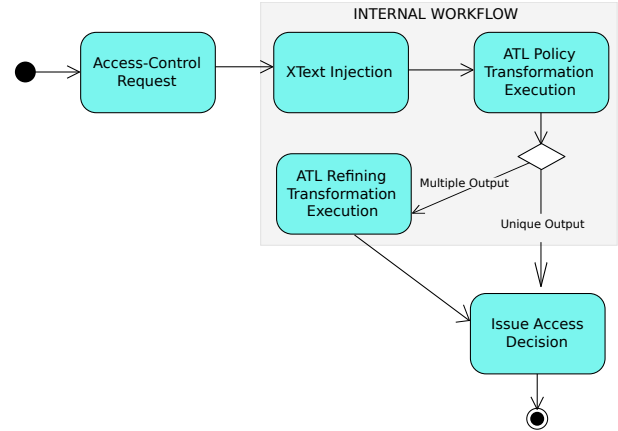 INTERNAL WORKFLOW
Access-Control
Request
XText Injection
ATL Policy
Transformation
Execution
ATL Refining
Transformation
Execution
Multiple Output
Unique Output
Issue Access
Decision